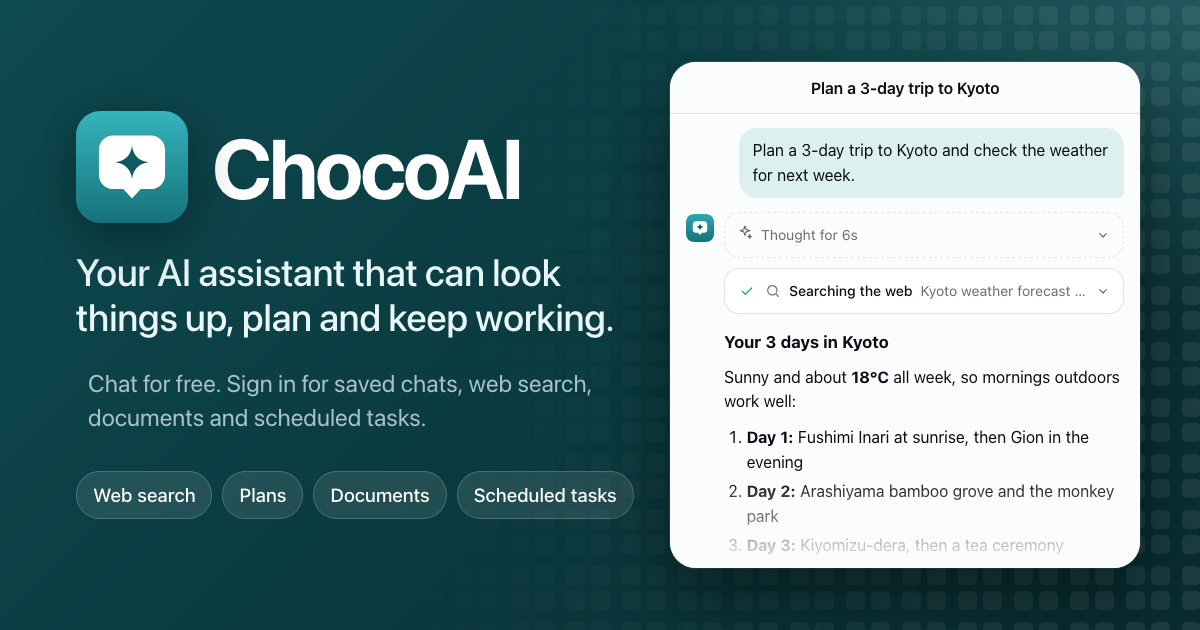 ChocoAI
Your AI assistant that can look
things up, plan and keep working.
Chat for free. Sign in for saved chats, web search,
documents and scheduled tasks.
Web search
Plans
Documents
Scheduled tasks
Plan a 3-day trip to Kyoto
Plan a 3-day trip to Kyoto and check the weather
for next week.
Thought for 6s
Searching the web Kyoto weather forecast ...
Your 3 days in Kyoto
Sunny and about 18°C all week, so mornings outdoors
work well:
1. Day 1: Fushimi Inari at sunrise, then Gion in the
evening
2. Day 2: Arashiyama bamboo grove and the monkey
park
3. Day 3: Kiyomizu-dera, then a tea ceremony